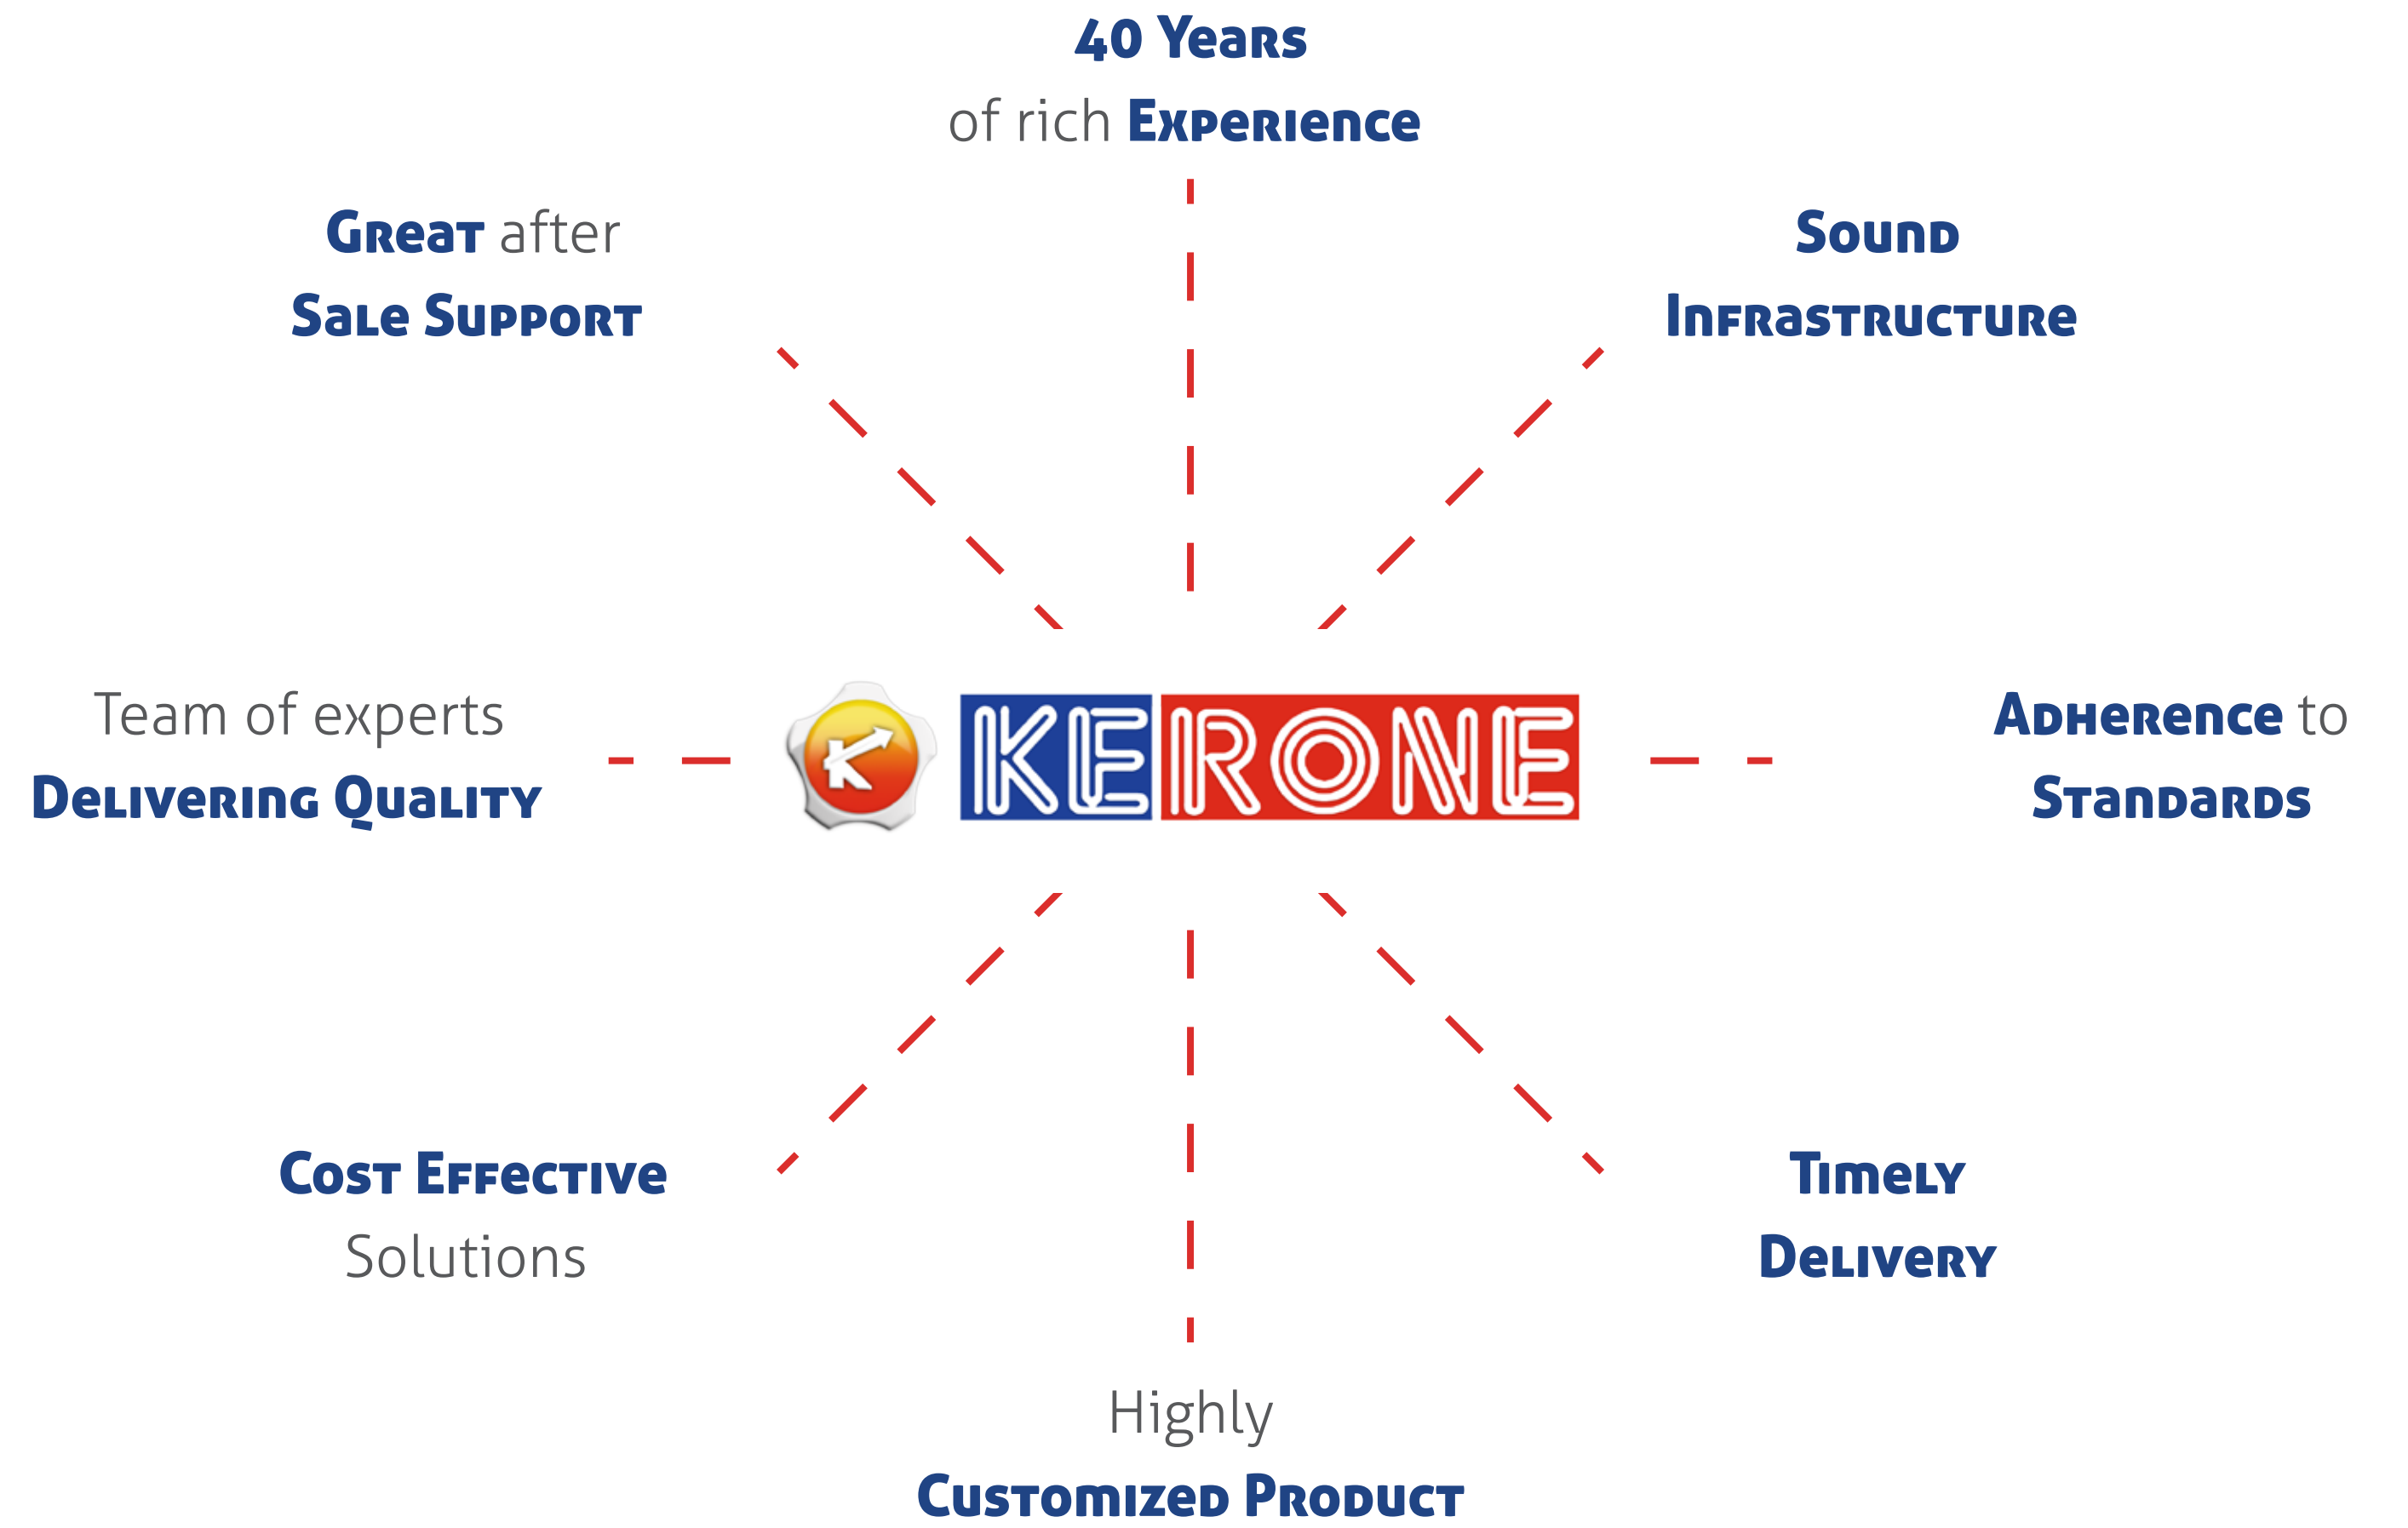 40 Years
of rich Experience
Great after
Sale Support
Sound
Infrastructure
Team of experts
Delivering Quality
K KERONE
Adherence to
Standards
Cost Effective
Solutions
Timely
Delivery
Highly
Customized Product